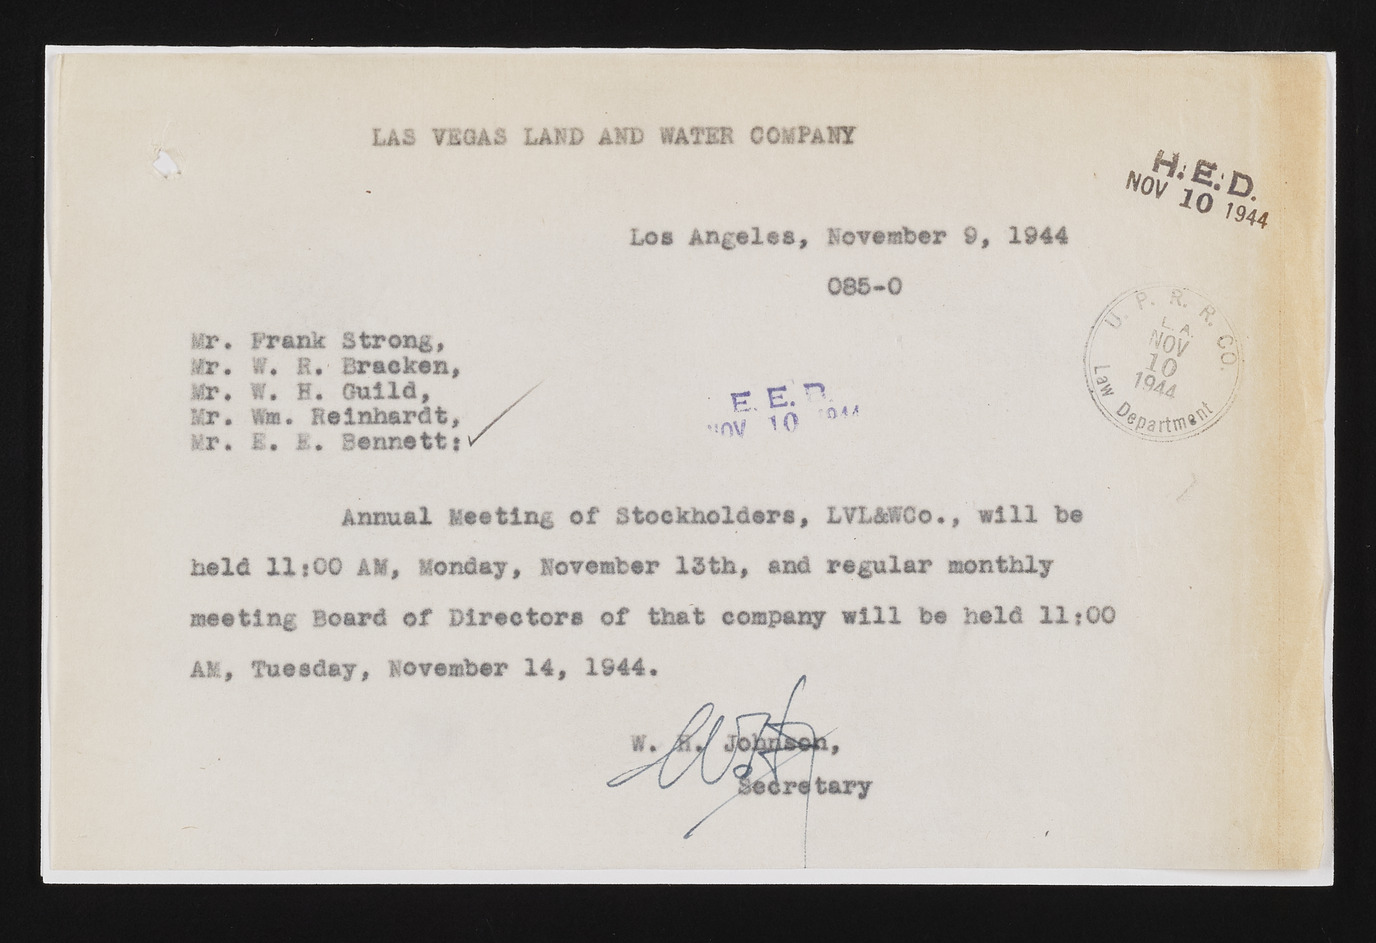 LAS VEGAS LAND AND WATER COMPANY
H. E. D.
NOV 10 1944
Los Angeles, November 9, 1944
085-0
U. P. R. R. CO.
L. A.
NOV
10
1944
Law Department
Mr. Frank Strong,
Mr. W. R. Bracken,
Mr. W. H. Guild,
Mr. Wm. Reinhardt,
Mr. E. E. Bennett:
E. E. B.
NOV 10 1944
Annual Meeting of Stockholders, LVL&WCo., will be
held 11:00 AM, Monday, November 13th, and regular monthly
meeting Board of Directors of that company will be held 11:00
AM, Tuesday, November 14, 1944.
W. H. Johnson,
Secretary